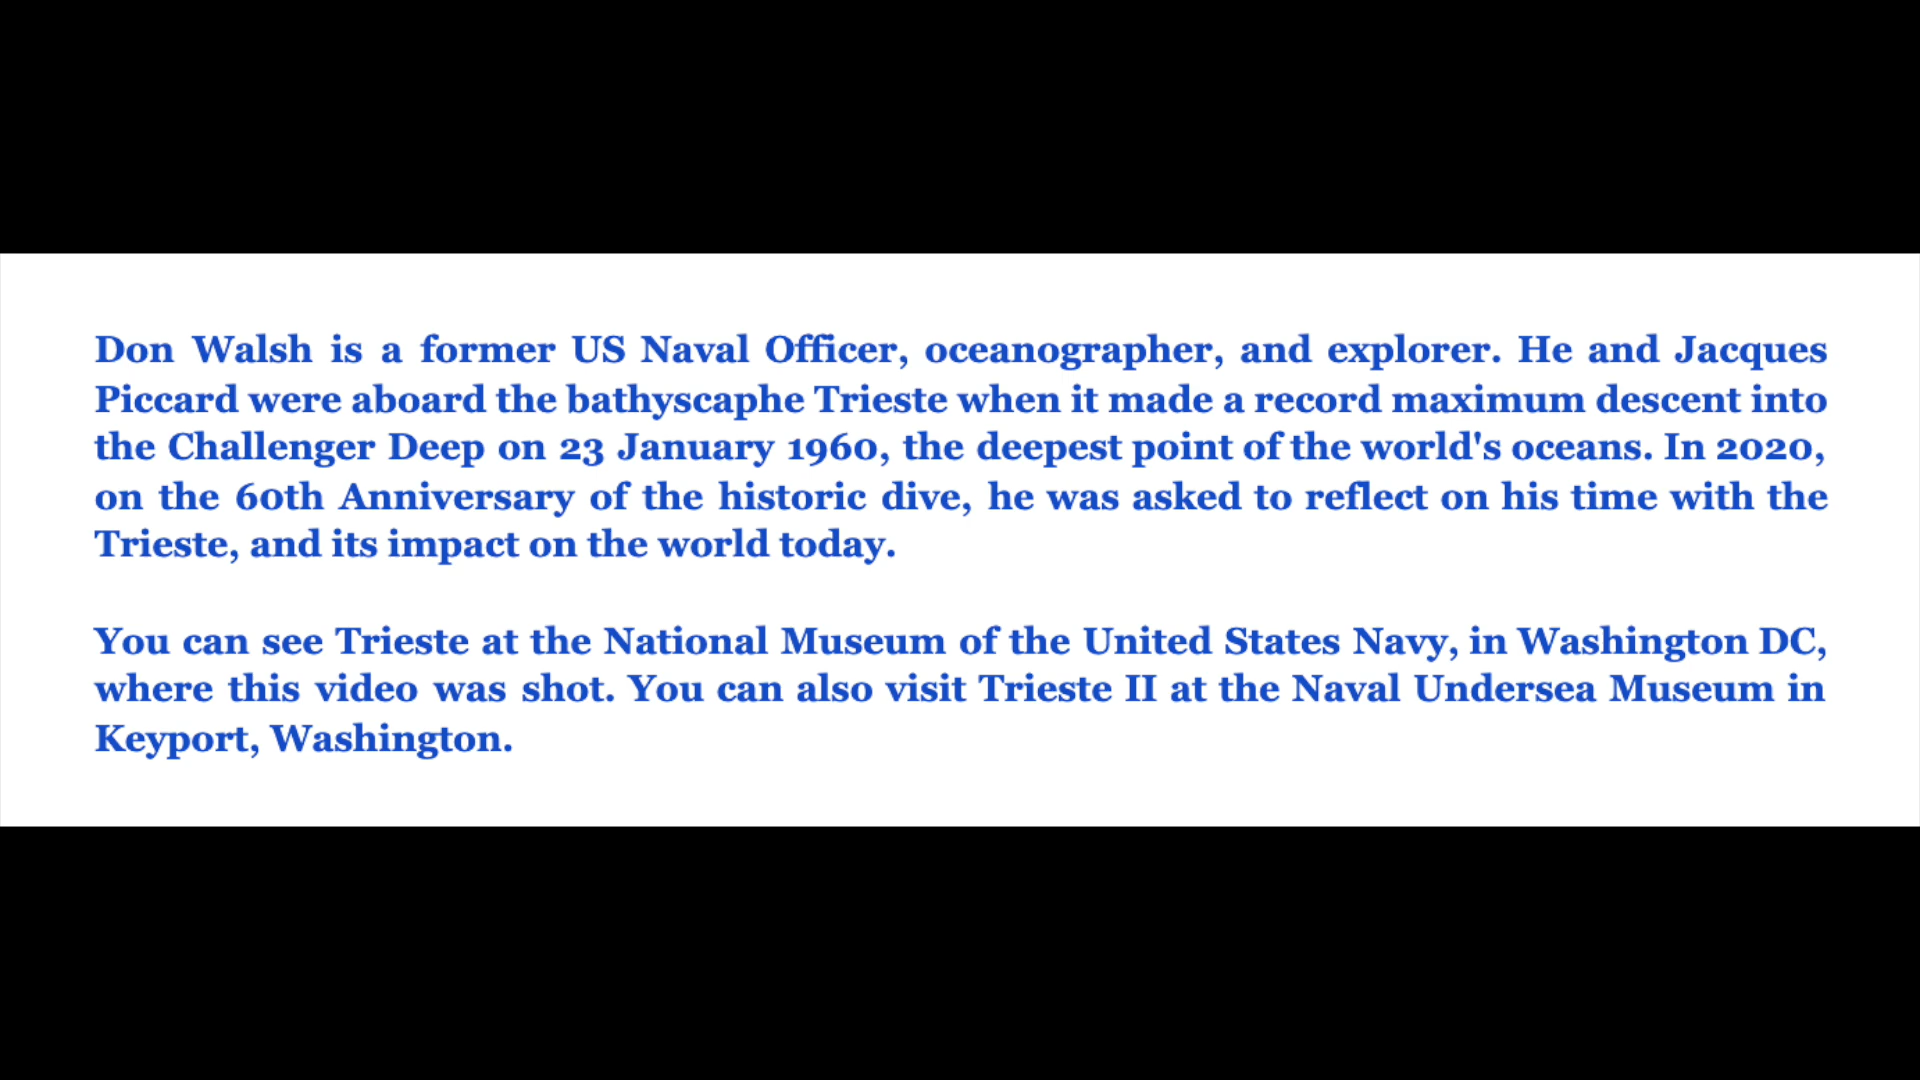 Don Walsh is a former US Naval Officer, oceanographer, and explorer. He and Jacques
Piccard were aboard the bathyscaphe Trieste when it made a record maximum descent into
the Challenger Deep on 23 January 1960, the deepest point of the world's oceans. In 2020,
on the 60th Anniversary of the historic dive, he was asked to reflect on his time with the
Trieste, and its impact on the world today.
You can see Trieste at the National Museum of the United States Navy, in Washington DC,
where this video was shot. You can also visit Trieste II at the Naval Undersea Museum in
Keyport, Washington.